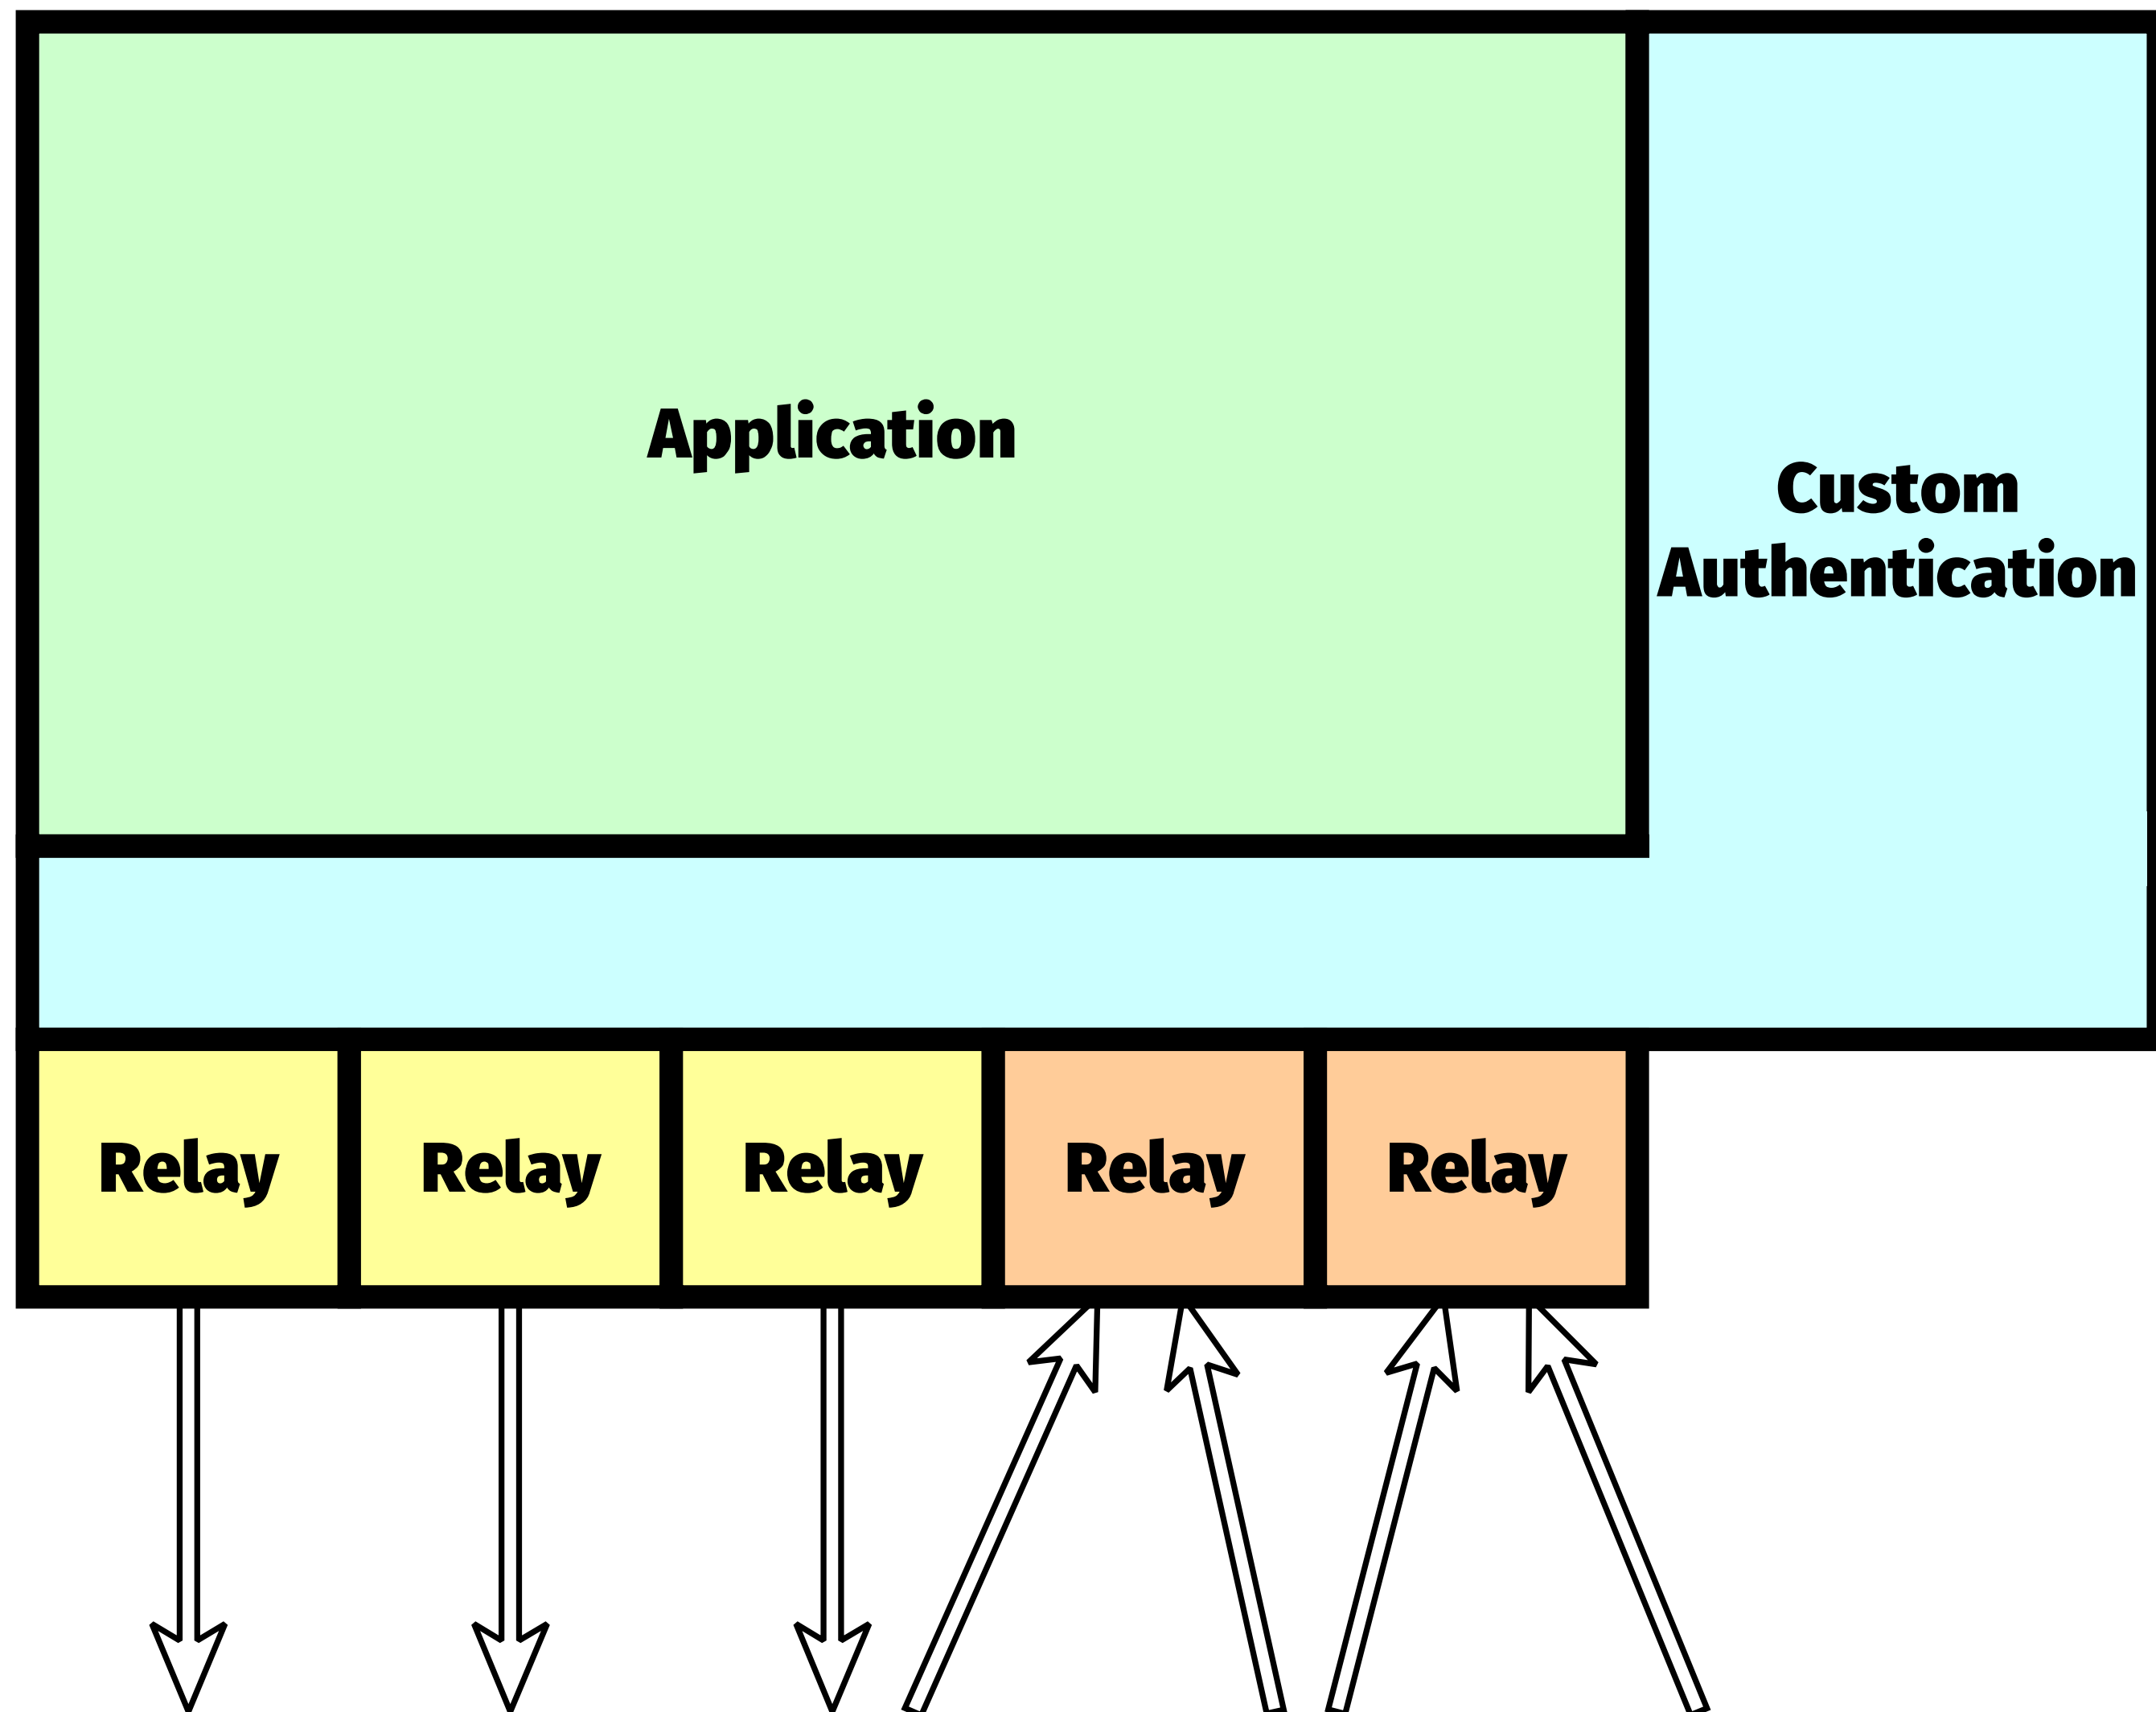 Application
Custom
Authentication
Relay
Relay
Relay
Relay
Relay